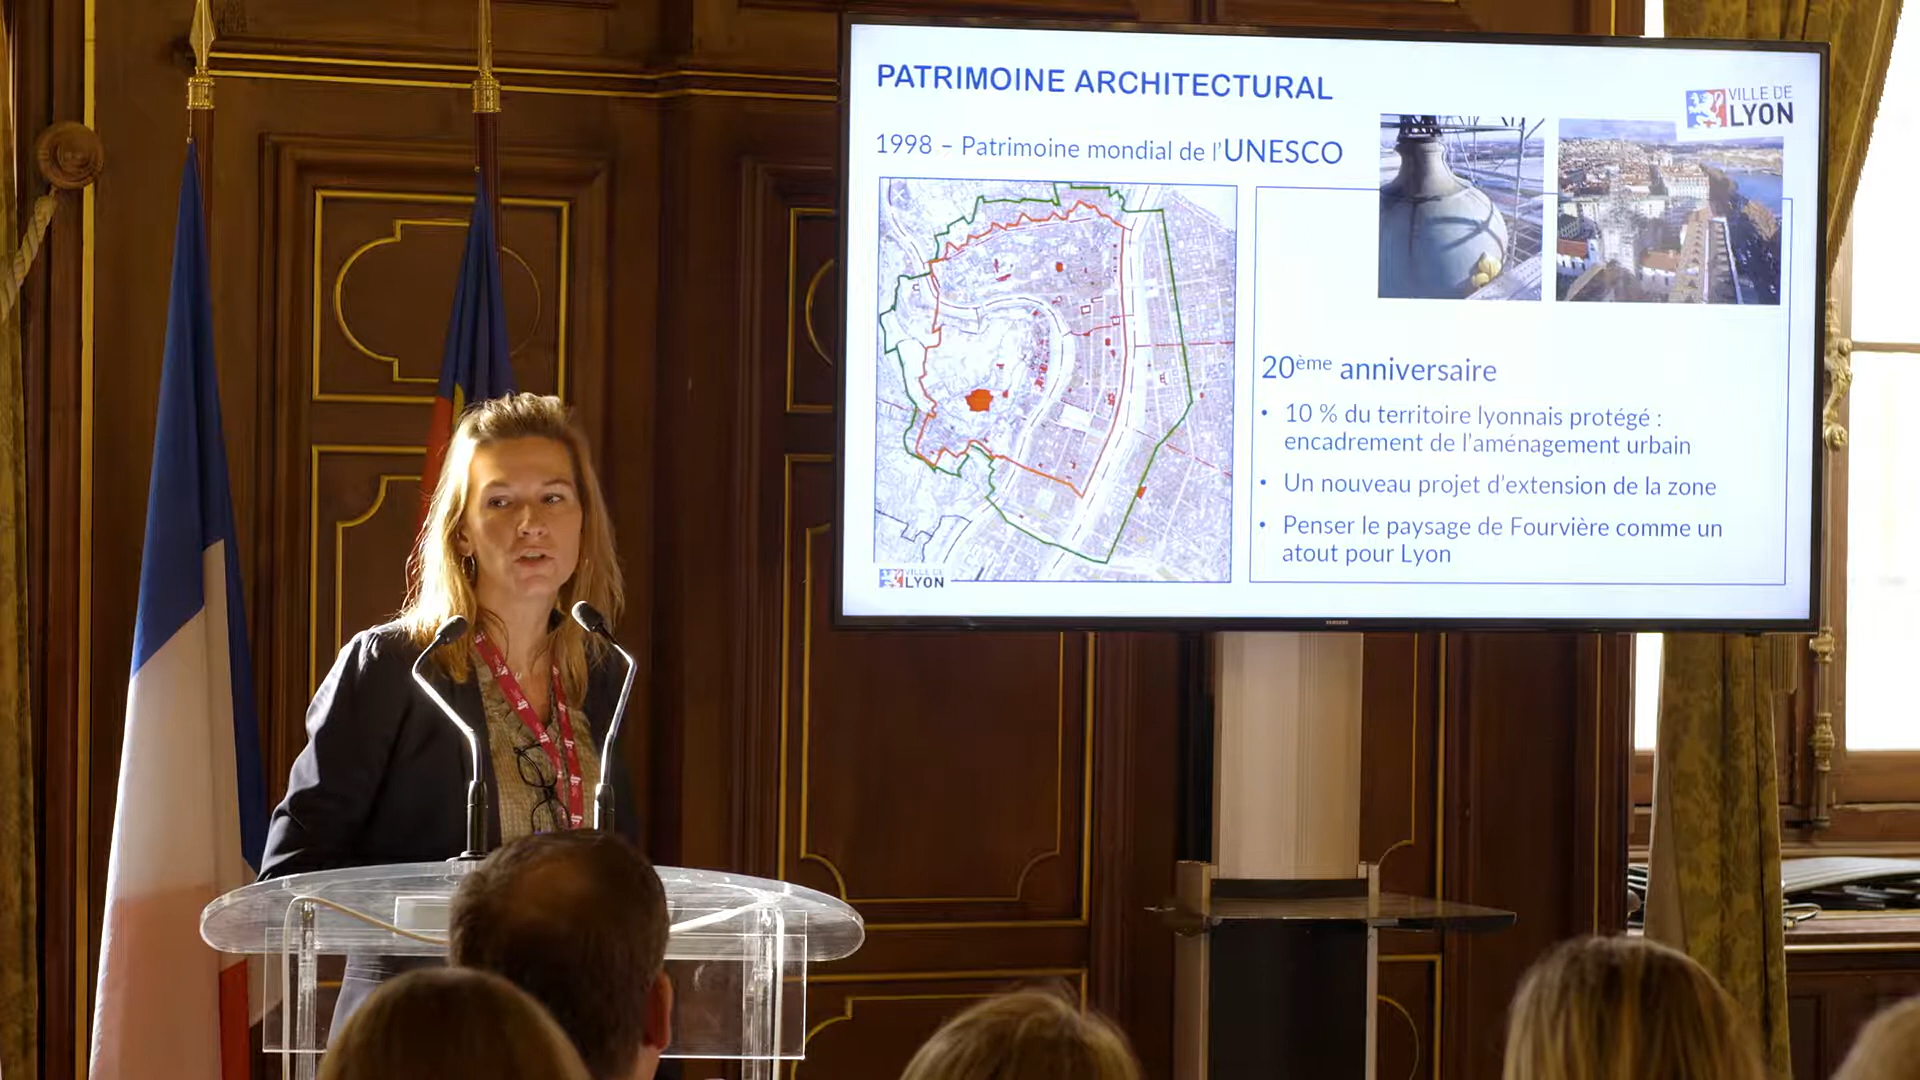 PATRIMOINE ARCHITECTURAL
VILLE DE
LYON
1998 – Patrimoine mondial de l'UNESCO
20ème anniversaire
• 10 % du territoire lyonnais protégé :
encadrement de l'aménagement urbain
• Un nouveau projet d'extension de la zone
• Penser le paysage de Fourvière comme un
atout pour Lyon
VILLE DE
LYON
SAMSUNG